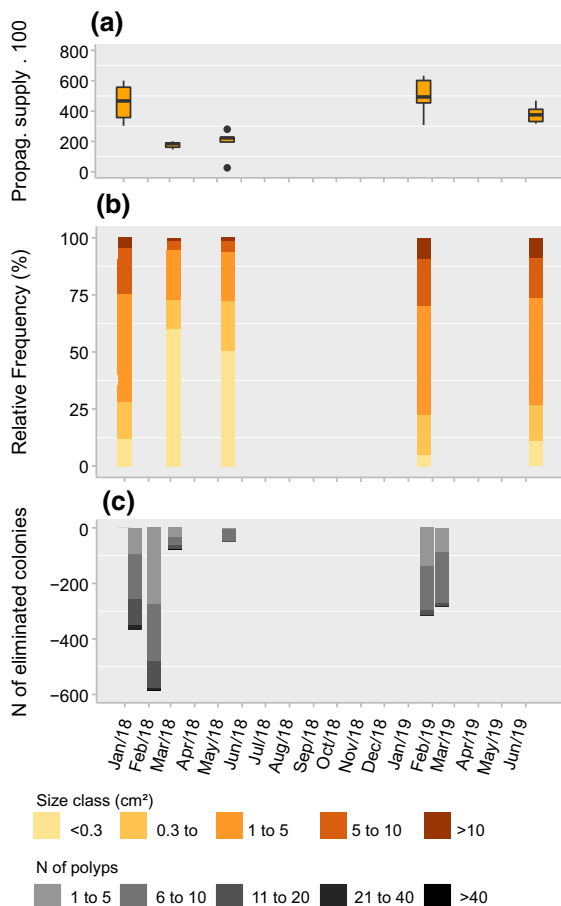 (a)
Propag. supply . 100
800
600
400
200
0
(b)
Relative Frequency (%)
100
75
50
25
0
(c)
N of eliminated colonies
0
−200
−400
−600
Jan/18
Feb/18
Mar/18
Apr/18
May/18
Jun/18
Jul/18
Aug/18
Sep/18
Oct/18
Nov/18
Dec/18
Jan/19
Feb/19
Mar/19
Apr/19
May/19
Jun/19
Size class (cm²)
<0.3
0.3 to
1 to 5
5 to 10
>10
N of polyps
1 to 5
6 to 10
11 to 20
21 to 40
>40